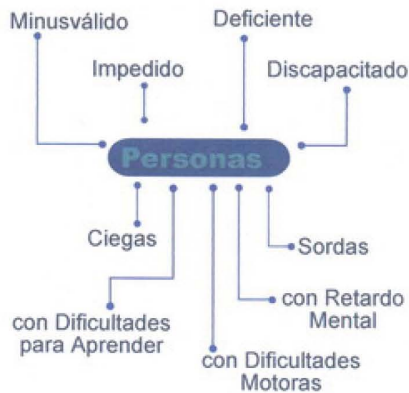 Minusválido
Deficiente
Impedido
Discapacitado
Personas
Ciegas
Sordas
con Dificultades
para Aprender
con Retardo
Mental
con Dificultades
Motoras